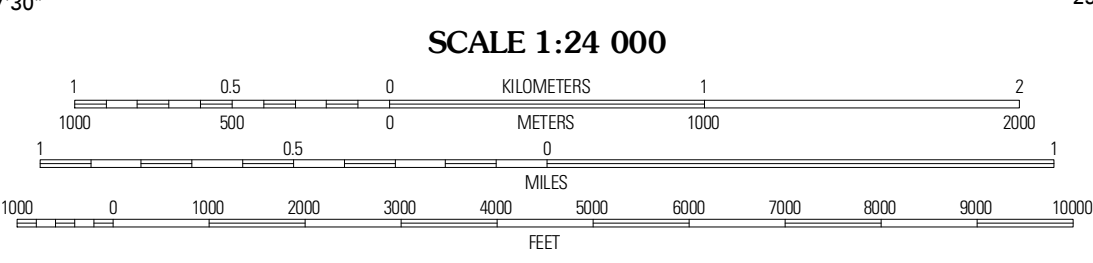 '30"
SCALE 1:24 000
1 0.5 0 KILOMETERS 1 2
1000 500 0 METERS 1000 2000
1 0.5 0 1
MILES
1000 0 1000 2000 3000 4000 5000 6000 7000 8000 9000 10000
FEET